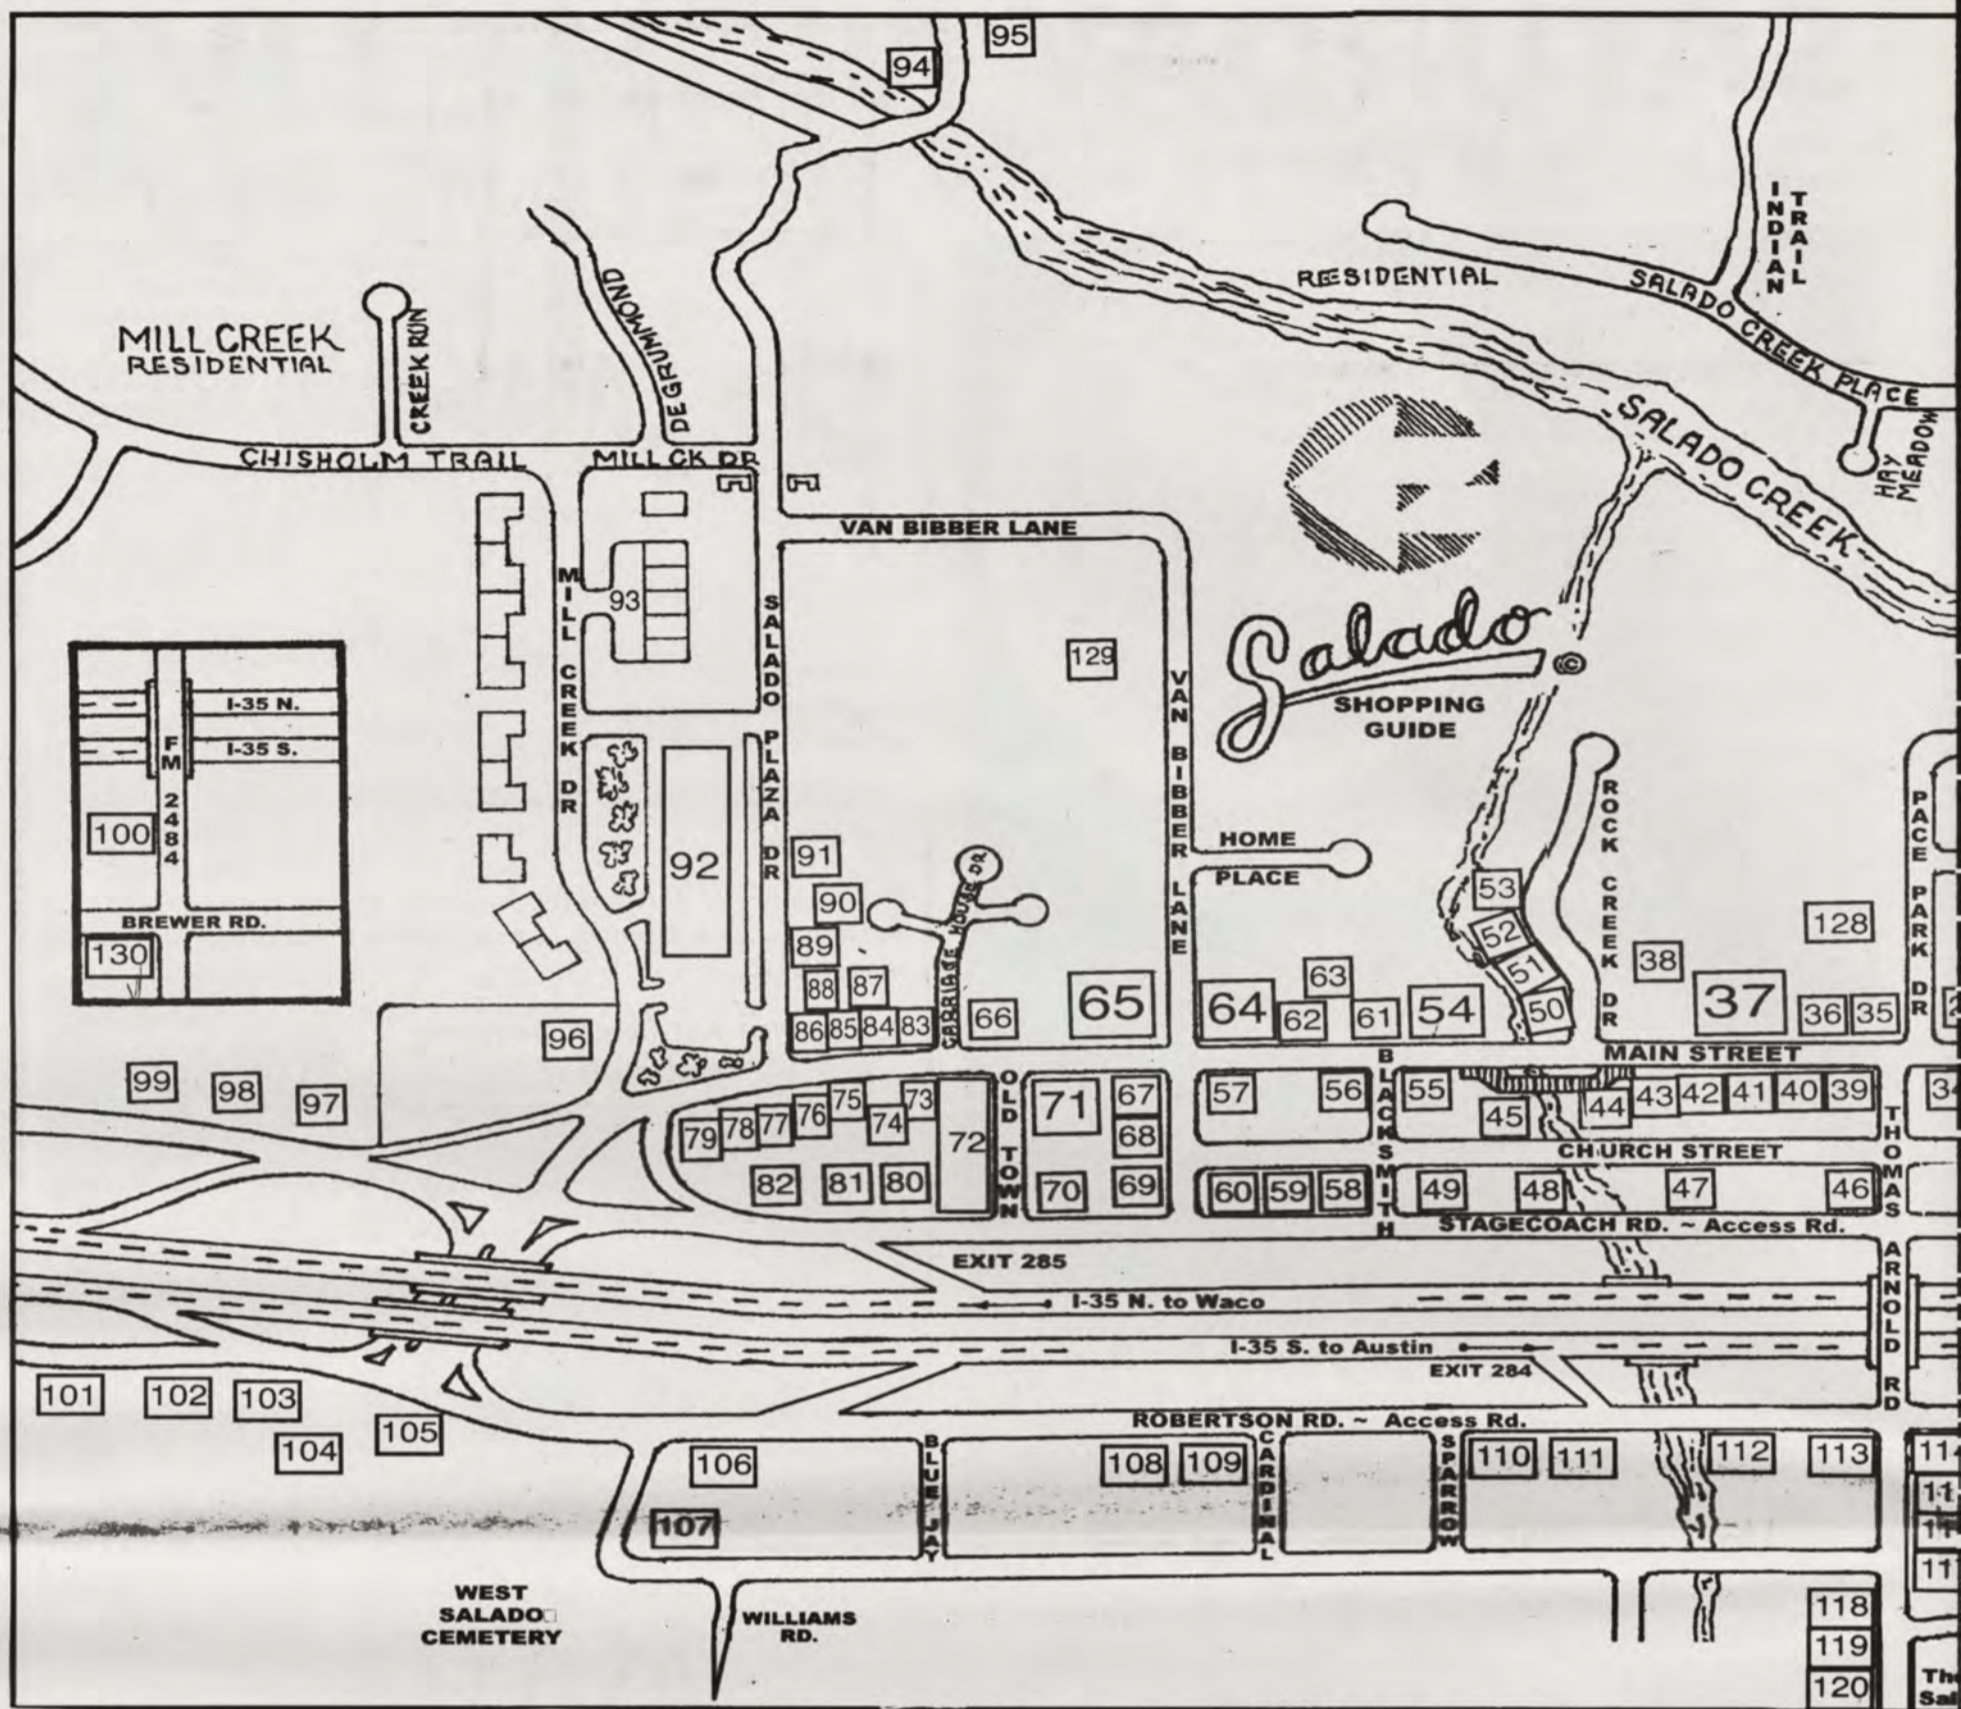 95
94
INDIAN
TRAIL
RESIDENTIAL
SALADO CREEK PLACE
HAY
MEADOW
SALADO CREEK
DEGRUMMOND
MILL CREEK
RESIDENTIAL
CREEK RUN
CHISHOLM TRAIL
MILL CK DR
VAN BIBBER LANE
MILL CREEK DR
93
SALADO PLAZA DR
129
VAN BIBBER LANE
Salado ©
SHOPPING
GUIDE
I-35 N.
I-35 S.
FM 2484
100
BREWER RD.
130
92
91
90
89
88
87
86 85 84 83
CARRIAGE HOUSE DR
66
65
HOME
PLACE
64
63
62
61
54
53
52
51
50
ROCK CREEK DR
38
37
128
36 35
PACE PARK DR
96
99
98
97
MAIN STREET
79 78 77 76 75 74 73
72
82 81 80
OLD TOWN
71
67
68
70
69
57
56
BLACKSMITH
55
45
44 43 42 41 40 39
34
THOMAS
CHURCH STREET
60 59 58
49
48
47
46
STAGECOACH RD. ~ Access Rd.
EXIT 285
I-35 N. to Waco
I-35 S. to Austin
EXIT 284
ARNOLD RD
101
102
103
104
105
ROBERTSON RD. ~ Access Rd.
106
107
BLUE JAY
108
109
CARDINAL
SPARROW
110
111
112
113
118
119
120
WEST
SALADO
CEMETERY
WILLIAMS
RD.